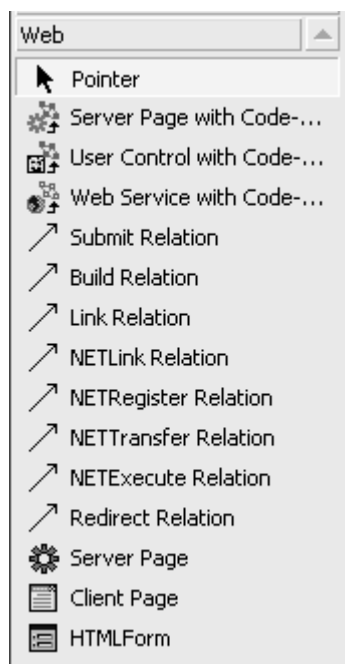 Web
Pointer
Server Page with Code-...
User Control with Code-...
Web Service with Code-...
Submit Relation
Build Relation
Link Relation
NETLink Relation
NETRegister Relation
NETTransfer Relation
NETExecute Relation
Redirect Relation
Server Page
Client Page
HTMLForm